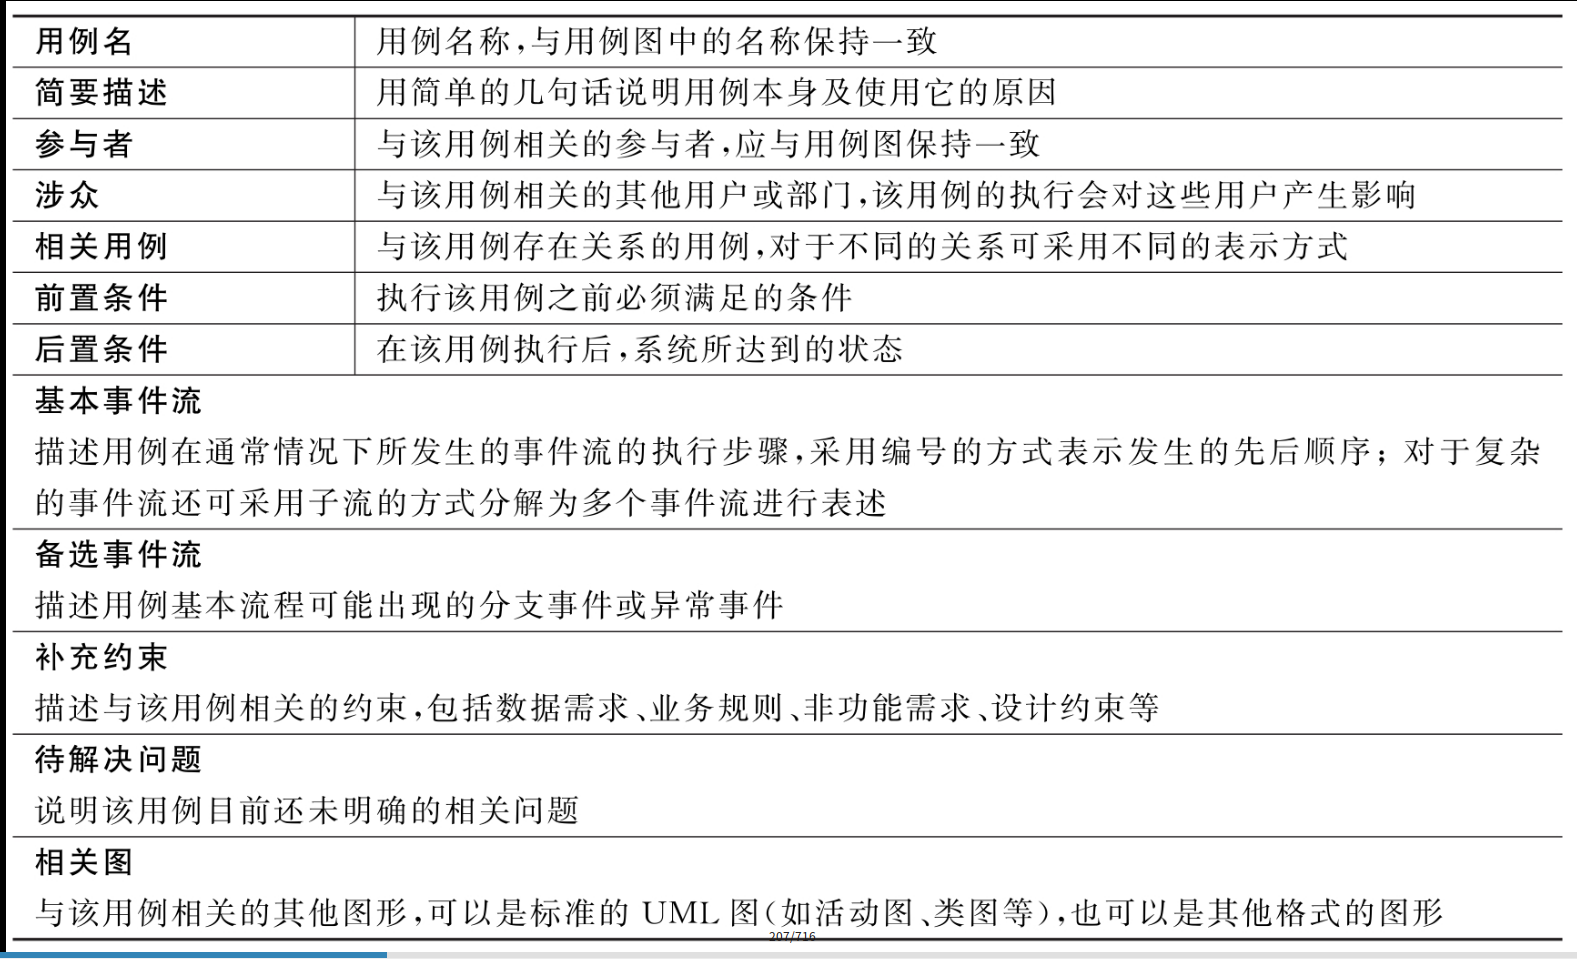 用例名 用例名称,与用例图中的名称保持一致
简要描述 用简单的几句话说明用例本身及使用它的原因
参与者 与该用例相关的参与者,应与用例图保持一致
涉众 与该用例相关的其他用户或部门,该用例的执行会对这些用户产生影响
相关用例 与该用例存在关系的用例,对于不同的关系可采用不同的表示方式
前置条件 执行该用例之前必须满足的条件
后置条件 在该用例执行后,系统所达到的状态
基本事件流
描述用例在通常情况下所发生的事件流的执行步骤,采用编号的方式表示发生的先后顺序;对于复杂
的事件流还可采用子流的方式分解为多个事件流进行表述
备选事件流
描述用例基本流程可能出现的分支事件或异常事件
补充约束
描述与该用例相关的约束,包括数据需求、业务规则、非功能需求、设计约束等
待解决问题
说明该用例目前还未明确的相关问题
相关图
与该用例相关的其他图形,可以是标准的 UML 图(如活动图、类图等),也可以是其他格式的图形
207/716